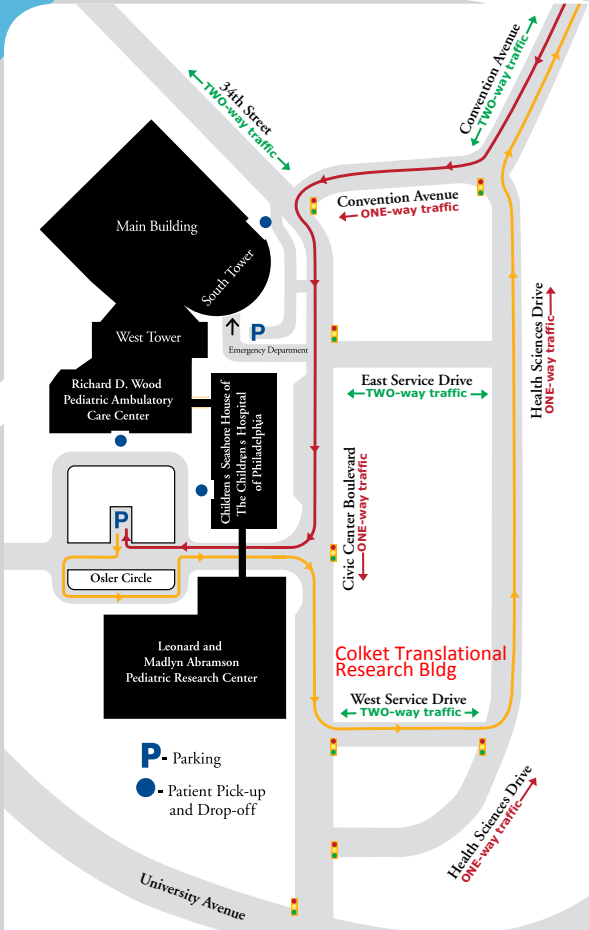 Convention Avenue
TWO-way traffic
34th Street
TWO-way traffic
Convention Avenue
ONE-way traffic
Main Building
South Tower
West Tower
P
Emergency Department
Richard D. Wood
Pediatric Ambulatory
Care Center
East Service Drive
TWO-way traffic
Health Sciences Drive
ONE-way traffic
Children s Seashore House of
The Children s Hospital
of Philadelphia
Civic Center Boulevard
ONE-way traffic
P
Osler Circle
Leonard and
Madlyn Abramson
Pediatric Research Center
Colket Translational
Research Bldg
West Service Drive
TWO-way traffic
P - Parking
- Patient Pick-up
and Drop-off
Health Sciences Drive
ONE-way traffic
University Avenue